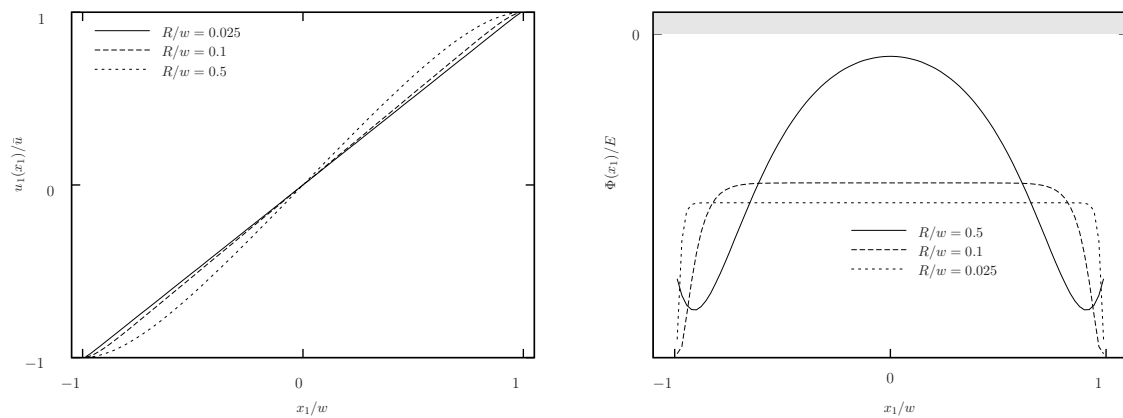 1
R/w = 0.025
R/w = 0.1
R/w = 0.5
u₁(x₁)/ū
0
−1
−1
0
1
x₁/w
0
Φ(x₁)/E
R/w = 0.5
R/w = 0.1
R/w = 0.025
−1
0
1
x₁/w